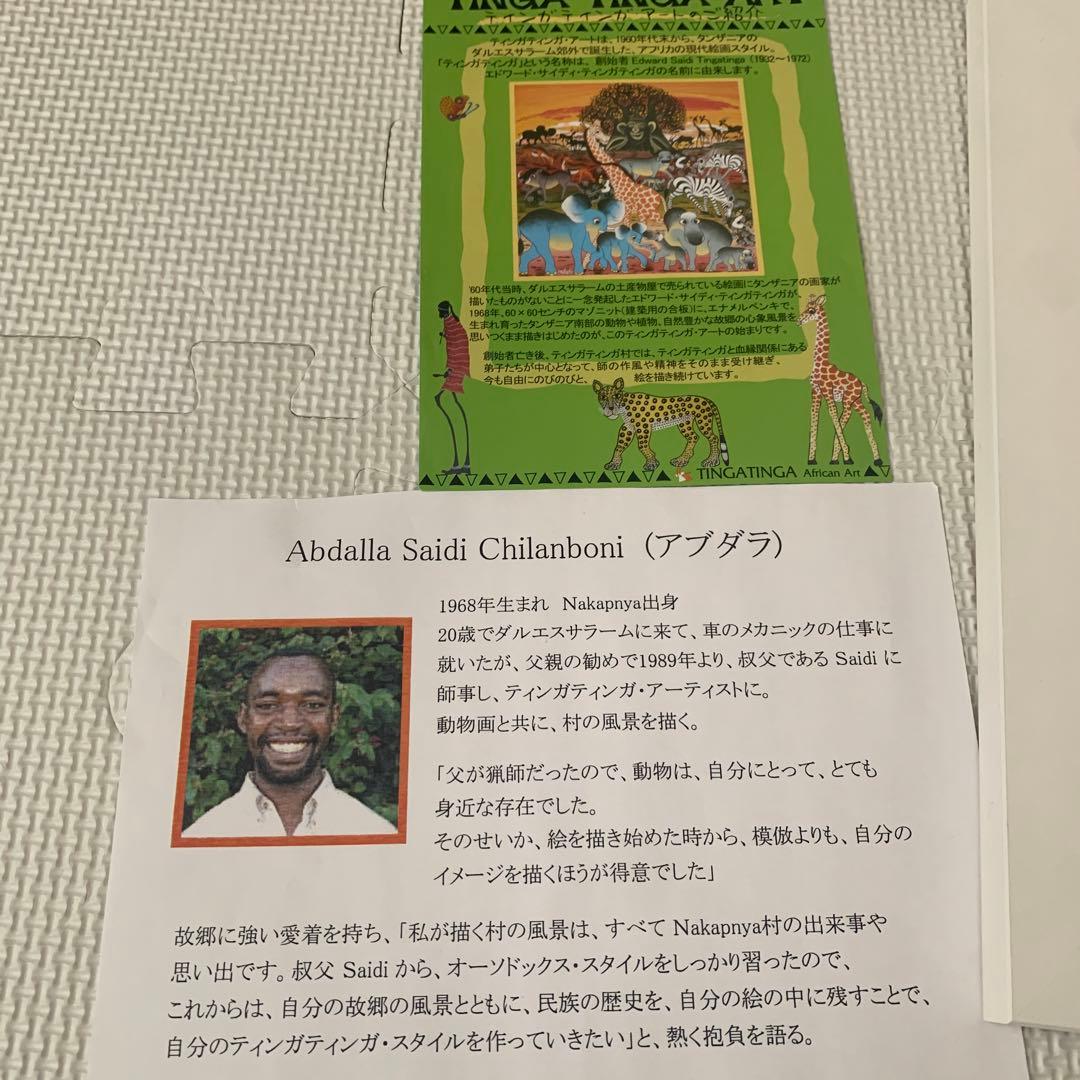 TINGA TINGA ART
ティンガティンガ・アートのご紹介
ティンガティンガ・アートは、1960年代末から、タンザニアの
ダルエスサラーム郊外で誕生した、アフリカの現代絵画スタイル。
「ティンガティンガ」という名称は、創始者 Edward Saidi Tingatinga (1932～1972)
エドワード・サイディ・ティンガティンガの名前に由来します。
'60年代当時、ダルエスサラームの土産物屋で売られている絵画にタンザニアの画家が
描いたものがないことに一念発起したエドワード・サイディ・ティンガティンガが、
1968年、60×60センチのマゾニット(建築用の合板)に、エナメルペンキで、
生まれ育ったタンザニア南部の動物や植物、自然豊かな故郷の心象風景を、
思いつくまま描きはじめたのが、このティンガティンガ・アートの始まりです。
創始者亡き後、ティンガティンガ村では、ティンガティンガと血縁関係にある
弟子たちが中心となって、師の作風や精神をそのまま受け継ぎ、
今も自由にのびのびと、 絵を描き続けています。
TINGATINGA African Art
Abdalla Saidi Chilanboni (アブダラ)
1968年生まれ Nakapnya出身
20歳でダルエスサラームに来て、車のメカニックの仕事に
就いたが、父親の勧めで1989年より、叔父である Saidi に
師事し、ティンガティンガ・アーティストに。
動物画と共に、村の風景を描く。
「父が猟師だったので、動物は、自分にとって、とても
身近な存在でした。
そのせいか、絵を描き始めた時から、模倣よりも、自分の
イメージを描くほうが得意でした」
故郷に強い愛着を持ち、「私が描く村の風景は、すべて Nakapnya村の出来事や
思い出です。叔父 Saidi から、オーソドックス・スタイルをしっかり習ったので、
これからは、自分の故郷の風景とともに、民族の歴史を、自分の絵の中に残すことで、
自分のティンガティンガ・スタイルを作っていきたい」と、熱く抱負を語る。